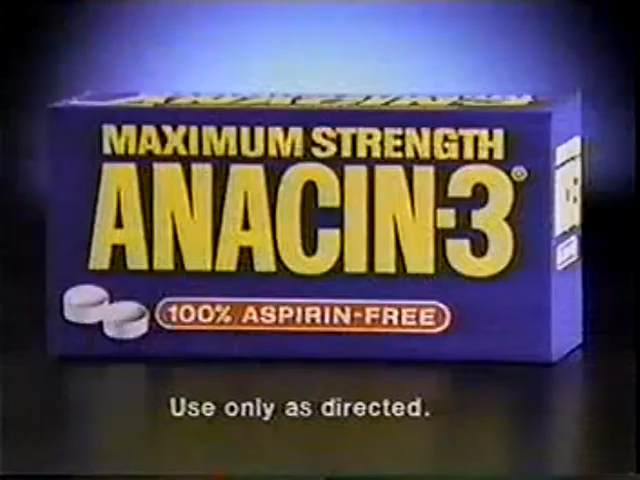 MAXIMUM STRENGTH
ANACIN-3®
100% ASPIRIN-FREE
Use only as directed.